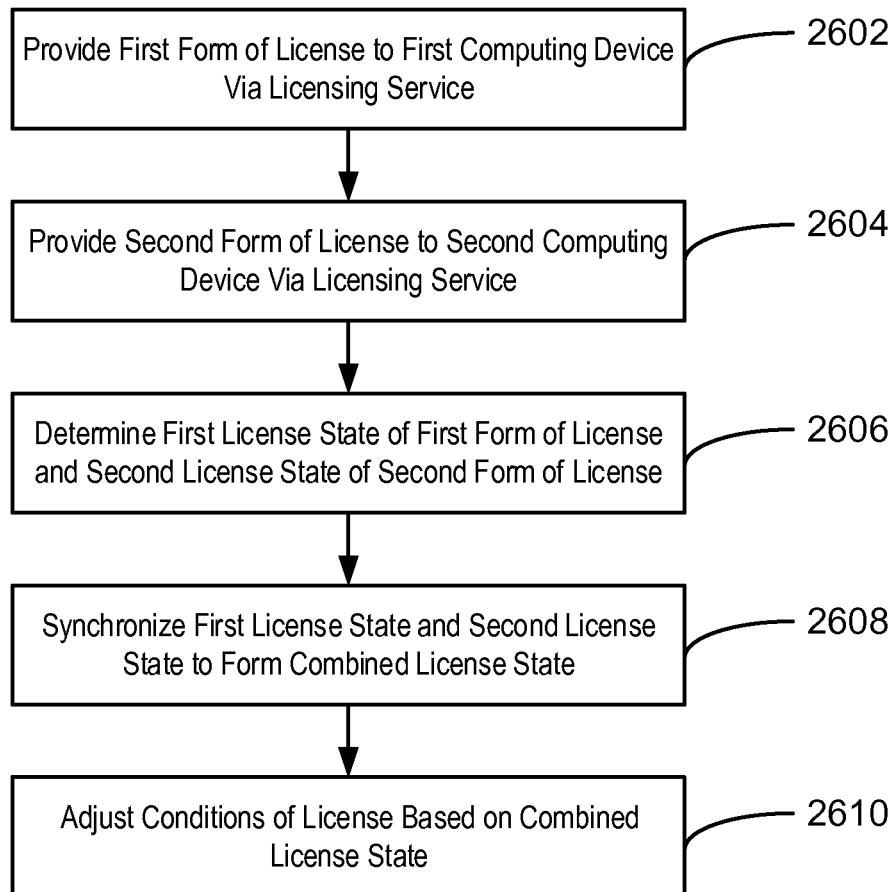 Provide First Form of License to First Computing Device
Via Licensing Service
2602
Provide Second Form of License to Second Computing
Device Via Licensing Service
2604
Determine First License State of First Form of License
and Second License State of Second Form of License
2606
Synchronize First License State and Second License
State to Form Combined License State
2608
Adjust Conditions of License Based on Combined
License State
2610